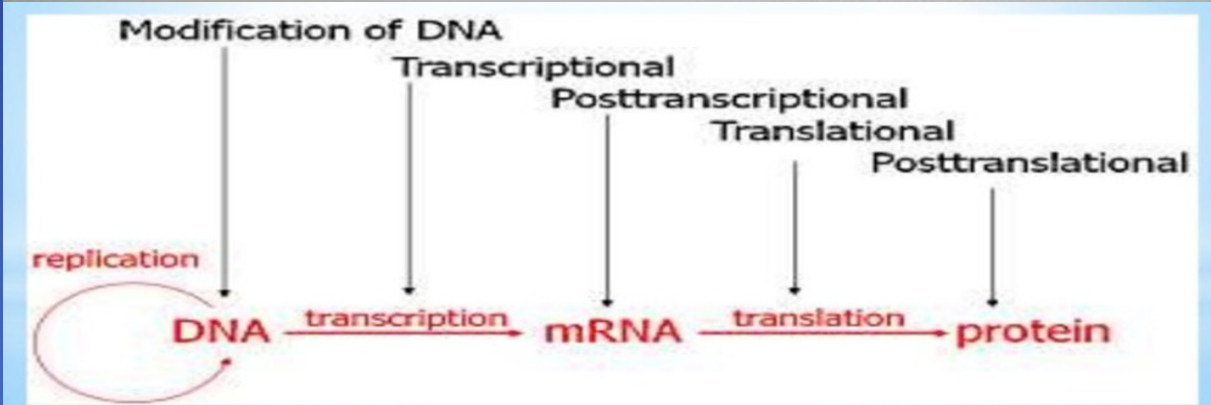 Modification of DNA
Transcriptional
Posttranscriptional
Translational
Posttranslational
replication
DNA transcription mRNA translation protein